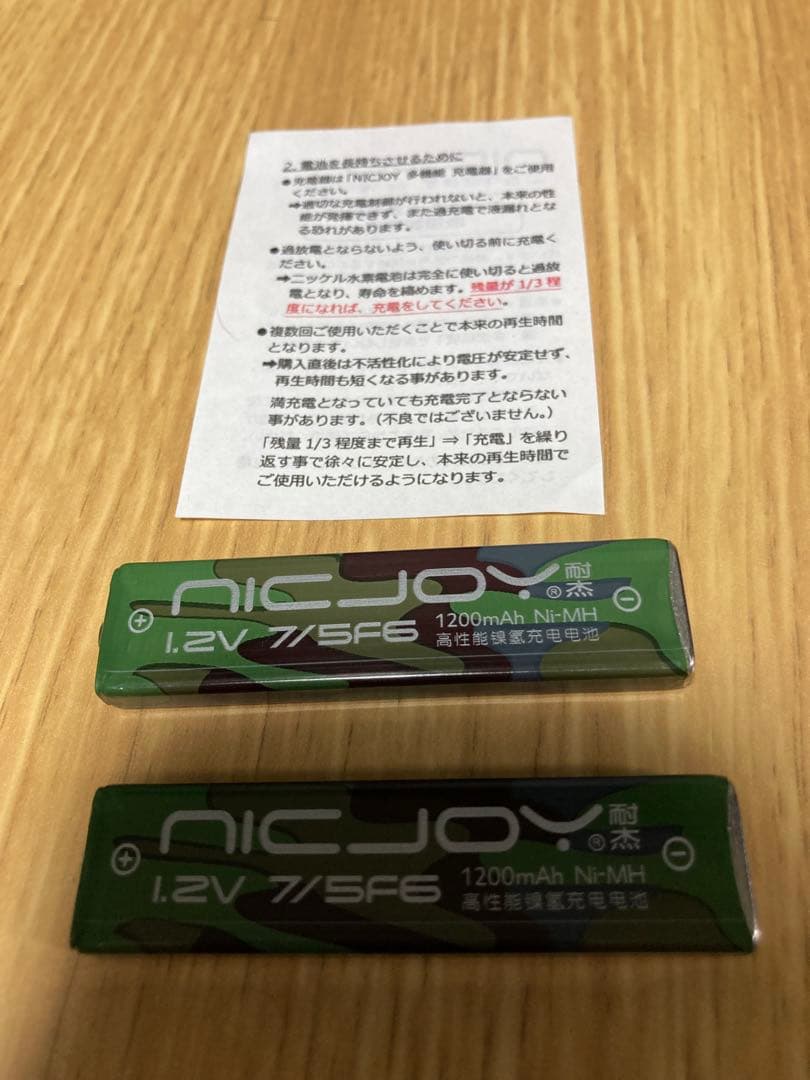 2. 電池を長持ちさせるために
●充電器は「NICJOY 多機能 充電器」をご使用
ください。
➡適切な充電制御が行われないと、本来の性
能が発揮できず、また過充電で液漏れとな
る恐れがあります。
●過放電とならないよう、使い切る前に充電く
ださい。
➡ニッケル水素電池は完全に使い切ると過放
電となり、寿命を縮めます。残量が 1/3 程
度になれば、充電をしてください。
●複数回ご使用いただくことで本来の再生時間
となります。
➡購入直後は不活性化により電圧が安定せず、
再生時間も短くなる事があります。
満充電となっていても充電完了とならない
事があります。(不良ではございません。)
「残量 1/3 程度まで再生」⇒「充電」を繰り
返す事で徐々に安定し、本来の再生時間で
ご使用いただけるようになります。
NICJOY® 耐杰
⊕ ⊖
1.2V 7/5F6 1200mAh Ni-MH
高性能镍氢充电电池
NICJOY® 耐杰
⊕ ⊖
1.2V 7/5F6 1200mAh Ni-MH
高性能镍氢充电电池